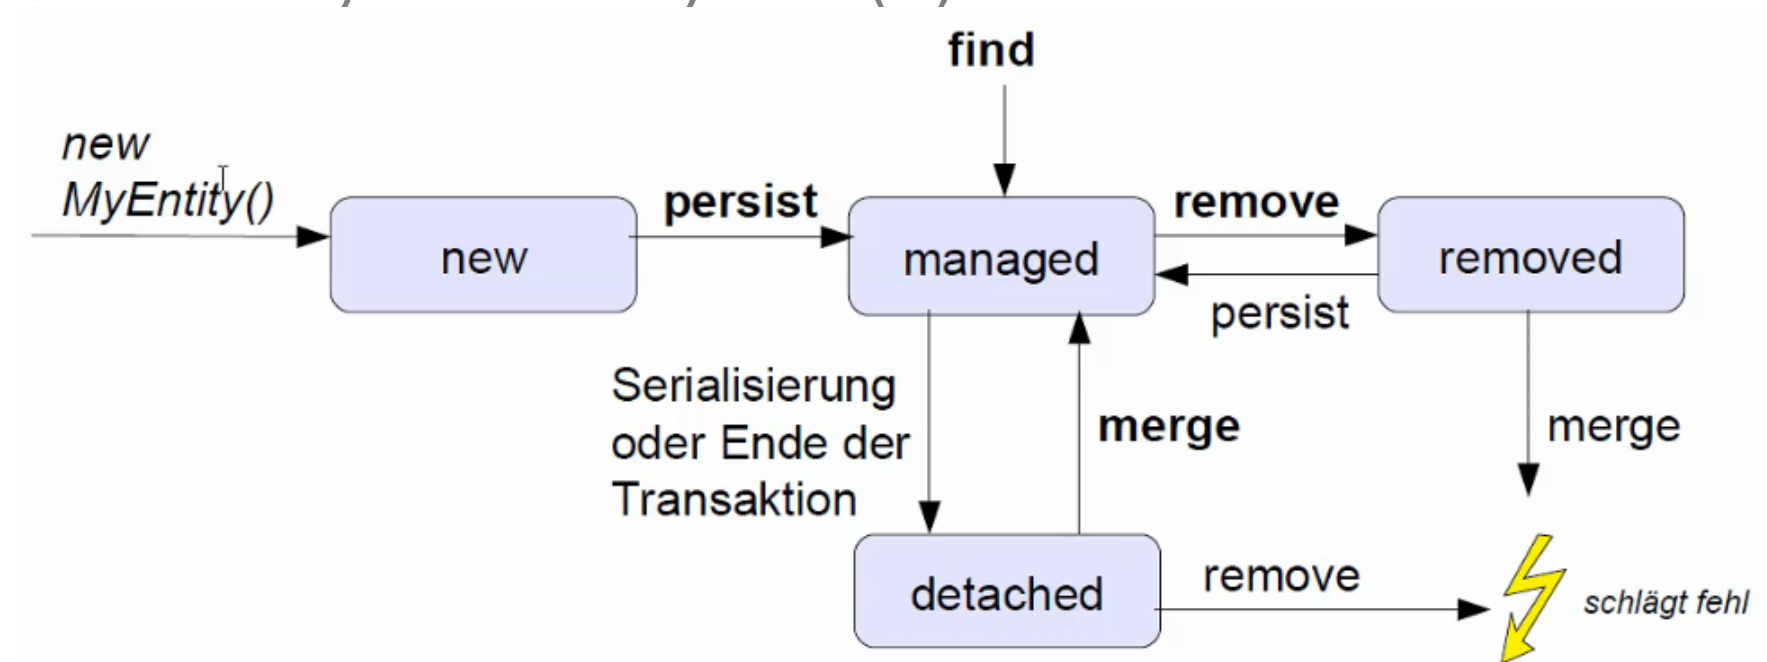 find
new
MyEntity()
persist
remove
new
managed
removed
persist
Serialisierung
oder Ende der
Transaktion
merge
merge
detached
remove
schlägt fehl